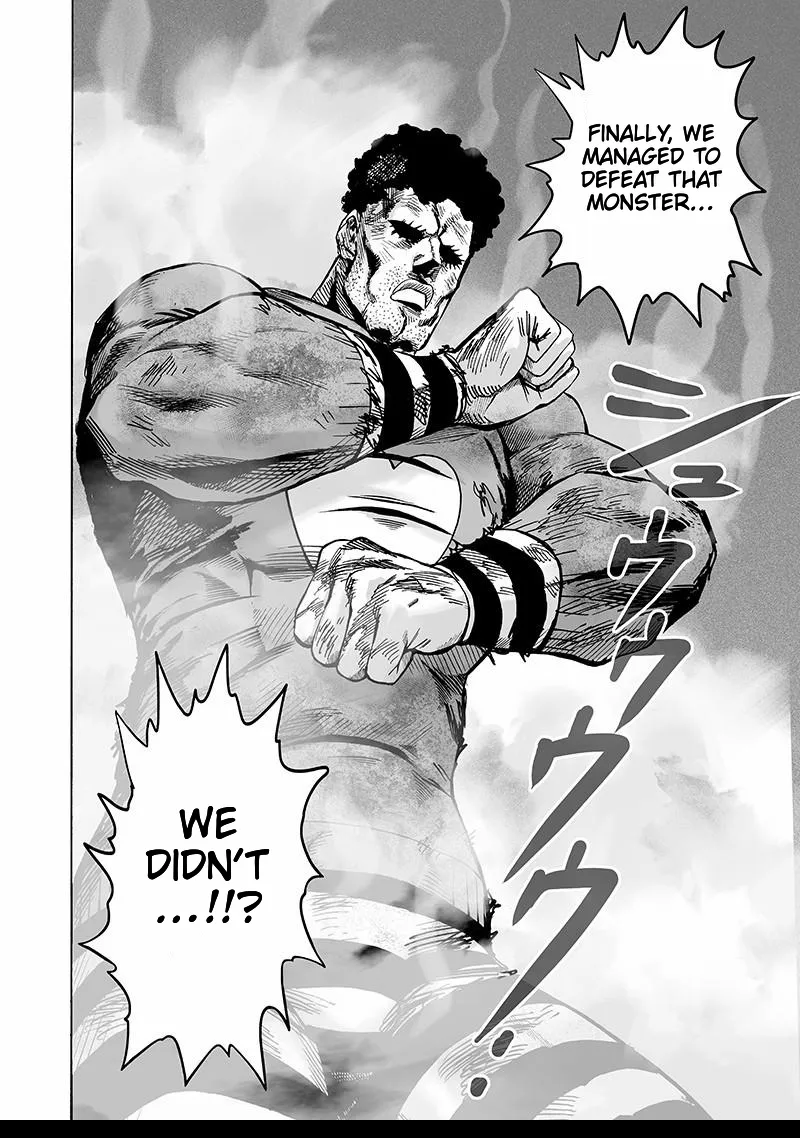 FINALLY, WE
MANAGED TO
DEFEAT THAT
MONSTER...
シュウウウウ・・
WE
DIDN'T
...!!?